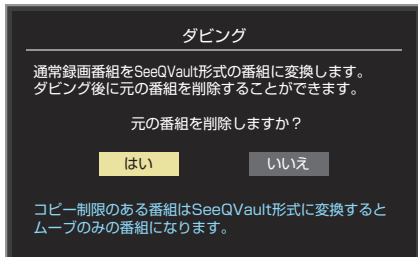 ダビング
通常録画番組をSeeQVault形式の番組に変換します。
ダビング後に元の番組を削除することができます。
元の番組を削除しますか？
はい いいえ
コピー制限のある番組はSeeQVault形式に変換すると
ムーブのみの番組になります。